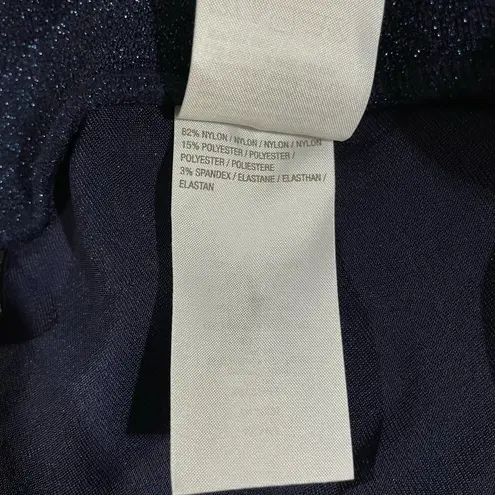 82% NYLON / NYLON / NYLON / NYLON
15% POLYESTER / POLYESTER /
POLYESTER / POLIESTERE
3% SPANDEX / ELASTANE / ELASTHAN /
ELASTAN